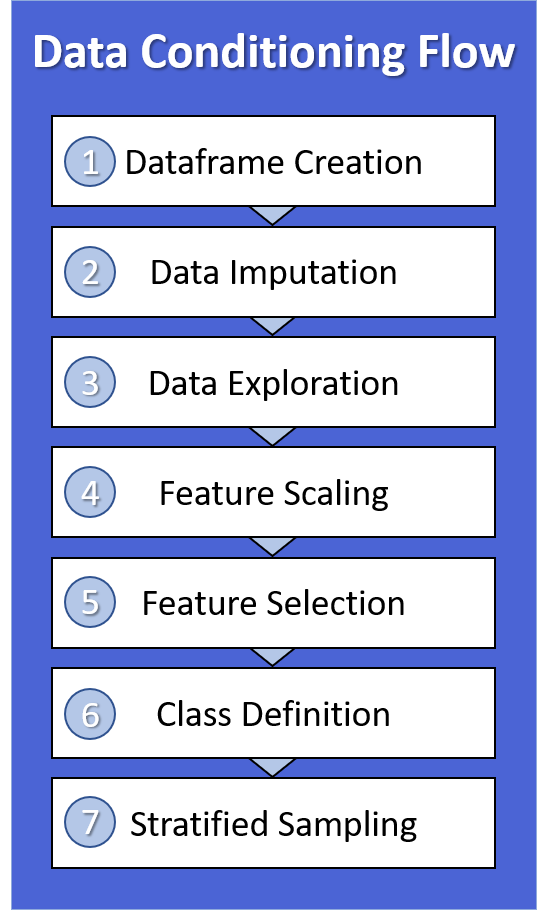 Data Conditioning Flow
1 Dataframe Creation
2 Data Imputation
3 Data Exploration
4 Feature Scaling
5 Feature Selection
6 Class Definition
7 Stratified Sampling